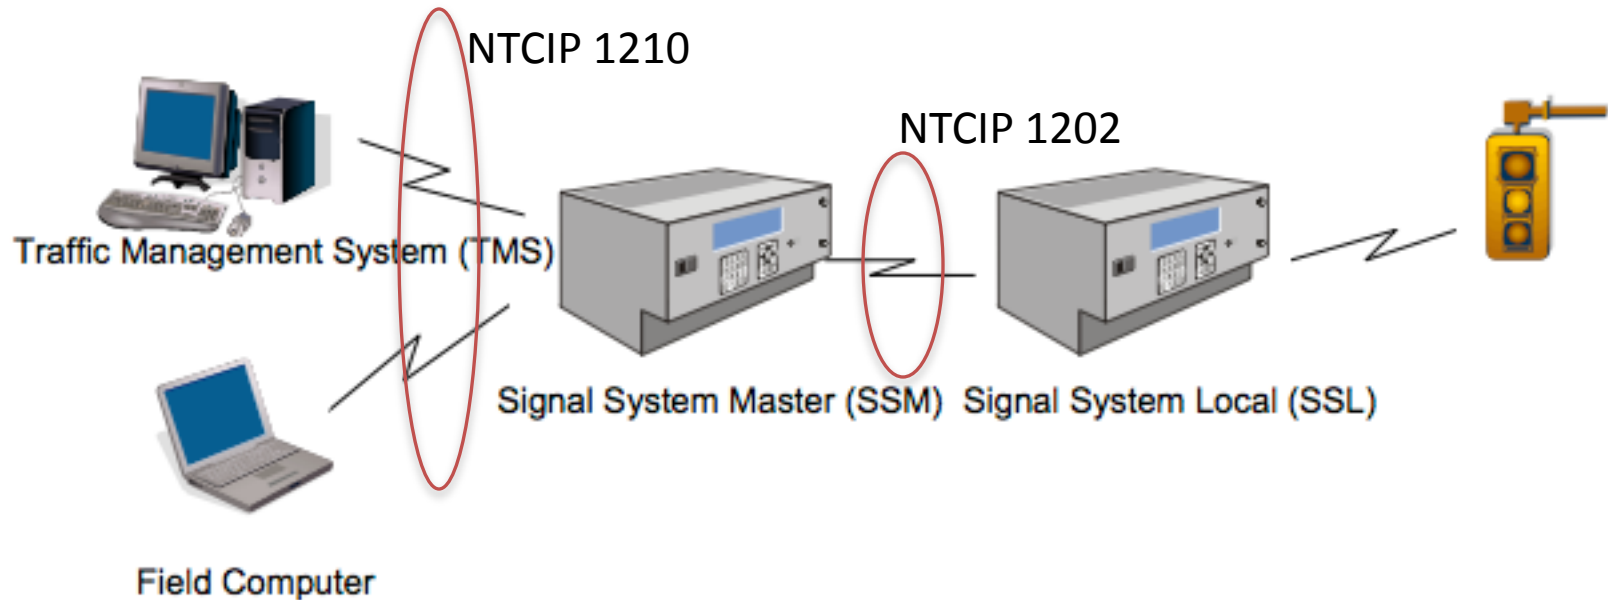 NTCIP 1210
NTCIP 1202
Traffic Management System (TMS)
Signal System Master (SSM)
Signal System Local (SSL)
Field Computer